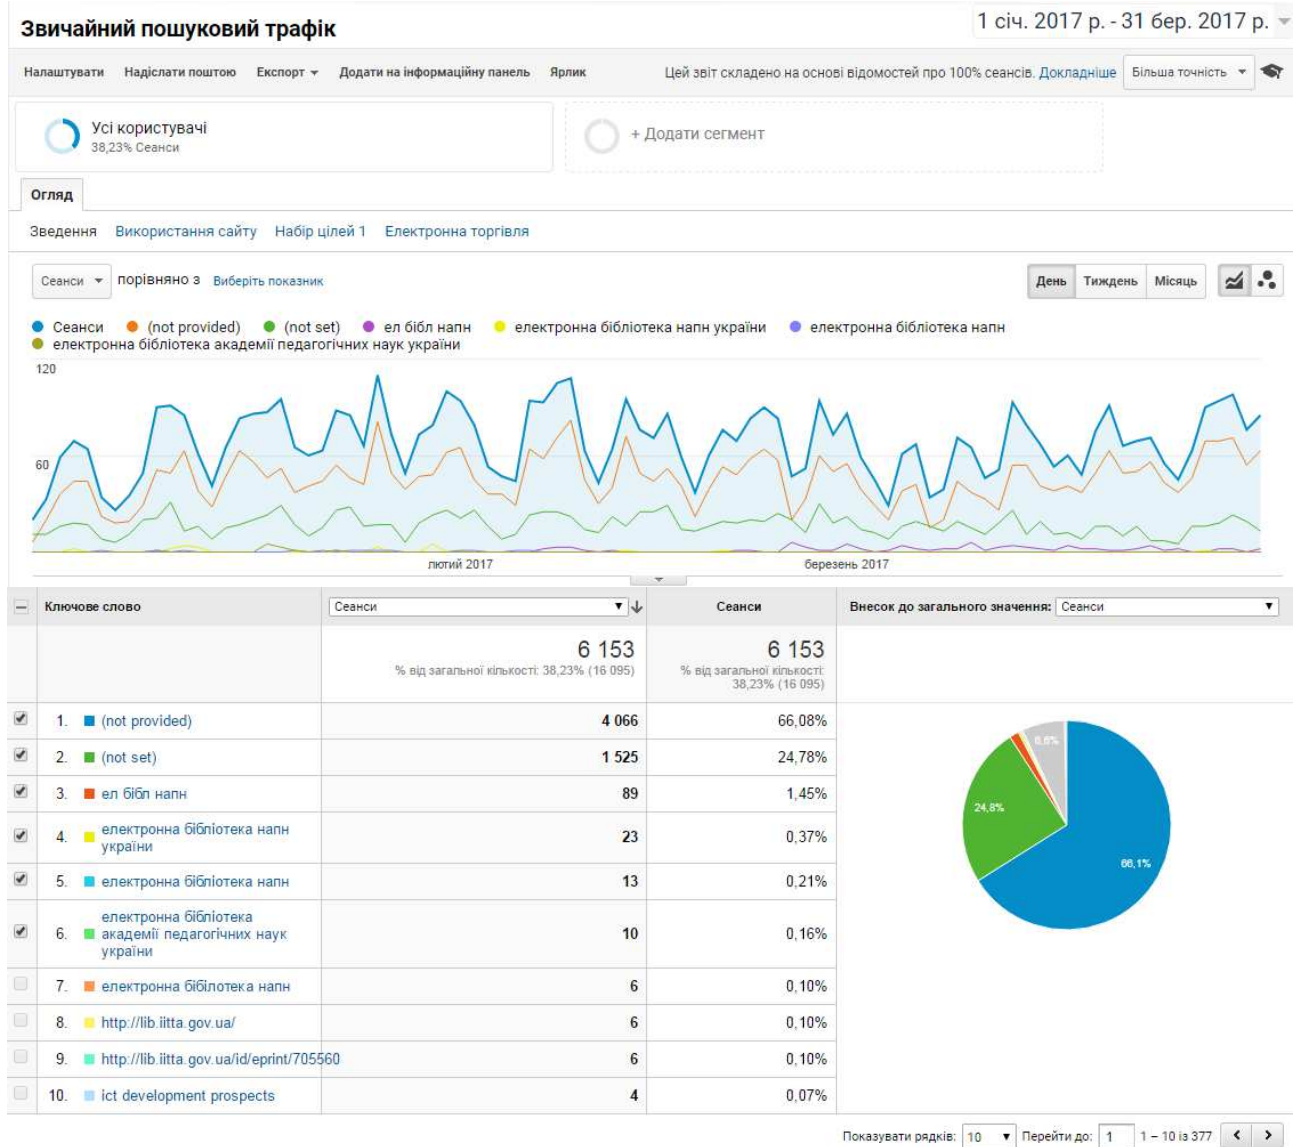 Звичайний пошуковий трафік
1 січ. 2017 р. - 31 бер. 2017 р.
Налаштувати Надіслати поштою Експорт Додати на інформаційну панель Ярлик
Цей звіт складено на основі відомостей про 100% сеансів. Докладніше Більша точність
Усі користувачі
38,23% Сеанси
+ Додати сегмент
Огляд
Зведення Використання сайту Набір цілей 1 Електронна торгівля
Сеанси порівняно з Виберіть показник
День Тиждень Місяць
Сеанси (not provided) (not set) ел бібл напн електронна бібліотека напн україни електронна бібліотека напн
електронна бібліотека академії педагогічних наук україни
120
60
лютий 2017 березень 2017
Ключове слово Сеанси Сеанси Внесок до загального значення: Сеанси
6 153 6 153
% від загальної кількості: 38,23% (16 095) % від загальної кількості:
38,23% (16 095)
1. (not provided) 4 066 66,08%
2. (not set) 1 525 24,78%
3. ел бібл напн 89 1,45%
4. електронна бібліотека напн
україни 23 0,37%
5. електронна бібліотека напн 13 0,21%
електронна бібліотека
6. академії педагогічних наук 10 0,16%
україни
7. електронна бібілотека напн 6 0,10%
8. http://lib.iitta.gov.ua/ 6 0,10%
9. http://lib.iitta.gov.ua/id/eprint/705560 6 0,10%
10. ict development prospects 4 0,07%
6,6%
24,8%
66,1%
Показувати рядків: 10 Перейти до: 1 1 – 10 із 377